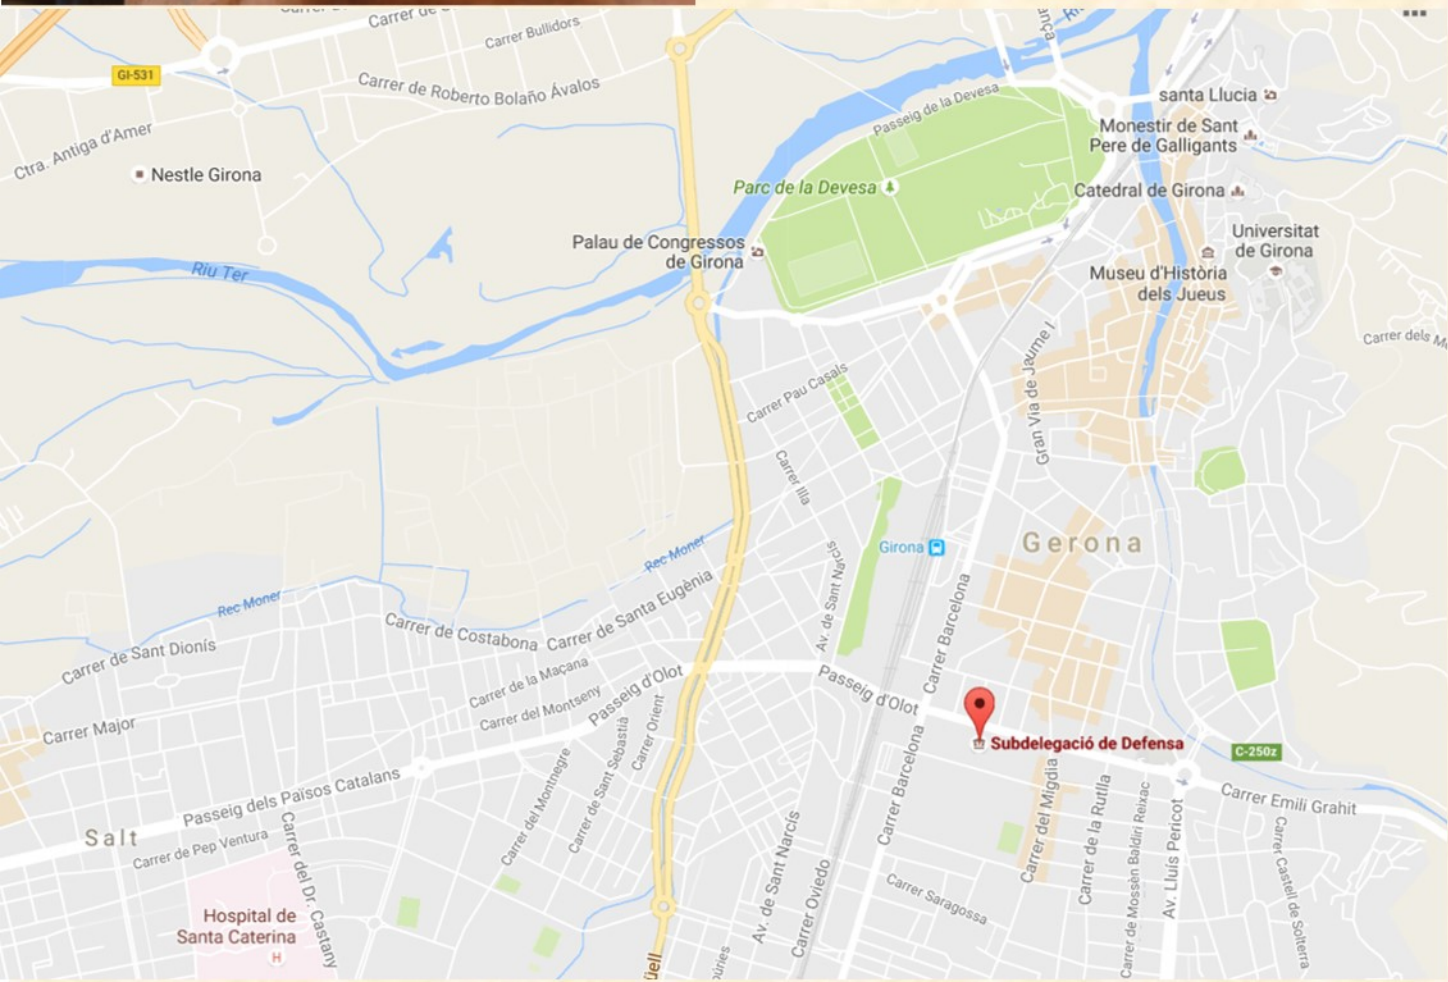 Carrer Bullidors
GI-531
Carrer de Roberto Bolaño Ávalos
Ctra. Antiga d'Amer
Nestle Girona
Passeig de la Devesa
santa Llucia
Monestir de Sant
Pere de Galligants
Parc de la Devesa
Catedral de Girona
Palau de Congressos
de Girona
Universitat
de Girona
Riu Ter
Museu d'Història
dels Jueus
Gran Via de Jaume I
Carrer Pau Casals
Carrer Illa
Girona
Gerona
Rec Moner
Rec Moner
Av. de Sant Narcís
Carrer de Santa Eugènia
Carrer de Costabona
Carrer de Sant Dionís
Carrer Barcelona
Carrer de la Maçana
Carrer del Montseny
Passeig d'Olot
Passeig d'Olot
Carrer Orient
Carrer Major
Subdelegació de Defensa
C-250z
Carrer de Sant Sebastià
Carrer del Montnegre
Passeig dels Països Catalans
Carrer Barcelona
Carrer Emili Grahit
Salt
Carrer de Pep Ventura
Carrer del Dr. Castany
Carrer del Migdia
Carrer de la Rutlla
Carrer de Mossèn Baldiri Reixac
Av. Lluís Pericot
Carrer Castell de Solterra
Av. de Sant Narcís
Carrer Oviedo
Carrer Saragossa
Hospital de
Santa Caterina
H